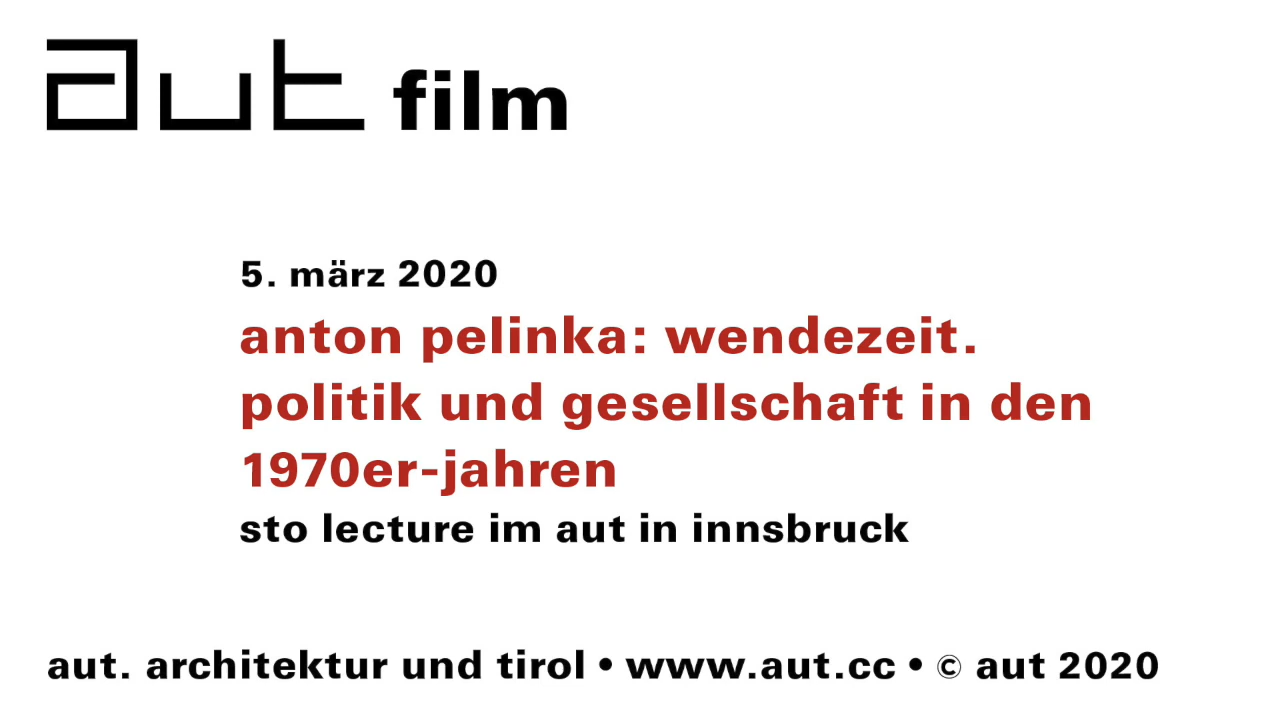 aut film
5. märz 2020
anton pelinka: wendezeit.
politik und gesellschaft in den
1970er-jahren
sto lecture im aut in innsbruck
aut. architektur und tirol • www.aut.cc • © aut 2020